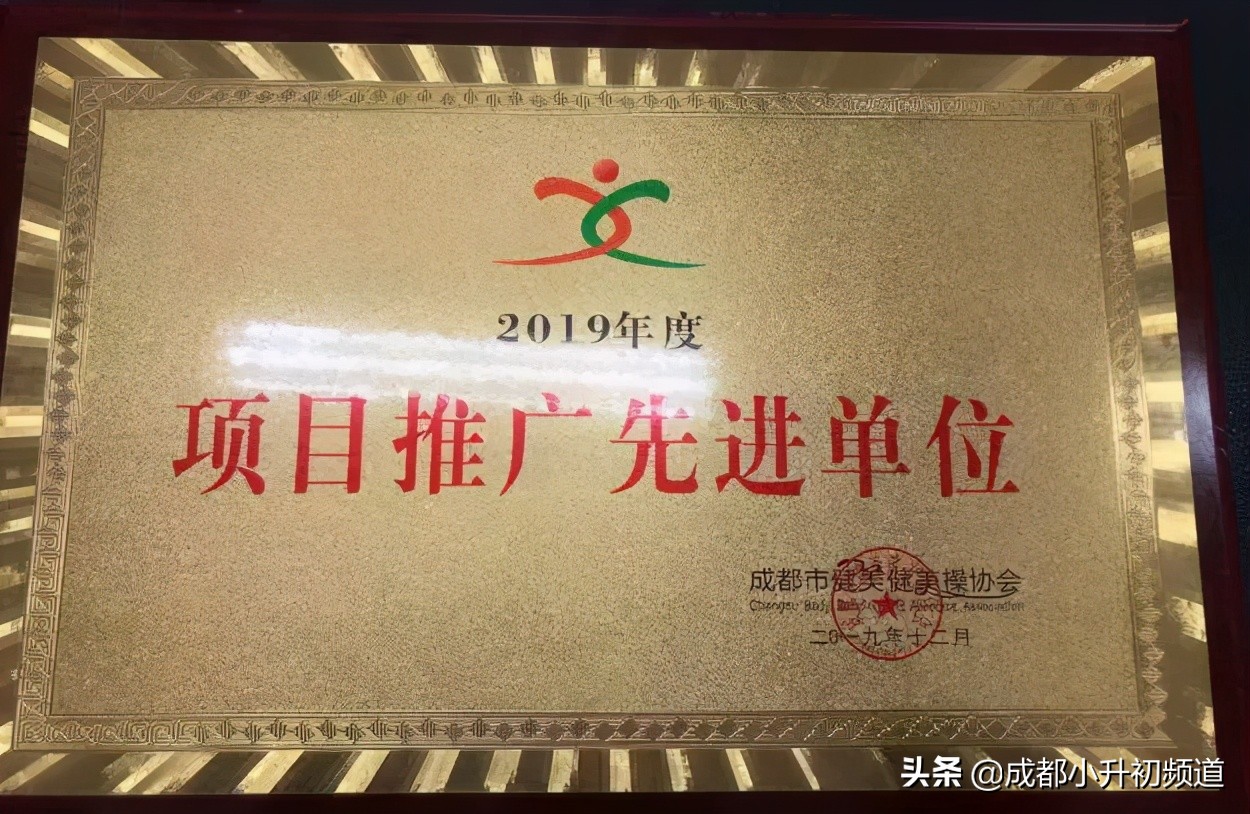 2019年度
项目推广先进单位
成都市健美健美操协会
二0一九年十二月
头条 @成都小升初频道